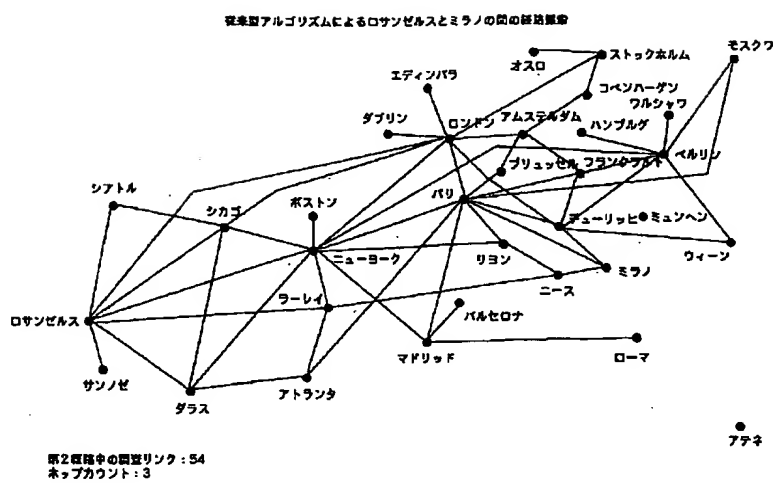 従来型アルゴリズムによるロサンゼルスとミラノの間の経路探索
モスクワ
オスロ
ストックホルム
エディンバラ
コペンハーゲン
ワルシャワ
ダブリン
ロンドン
アムステルダム
ハンブルグ
ブリュッセル
フランクフルト
ベルリン
シアトル
シカゴ
ボストン
パリ
チューリッヒ
ミュンヘン
ニューヨーク
リヨン
ウィーン
ミラノ
ニース
ロサンゼルス
ラーレイ
バルセロナ
サンノゼ
ダラス
アトランタ
マドリッド
ローマ
アテネ
第2経路中の調査リンク:54
ホップカウント:3